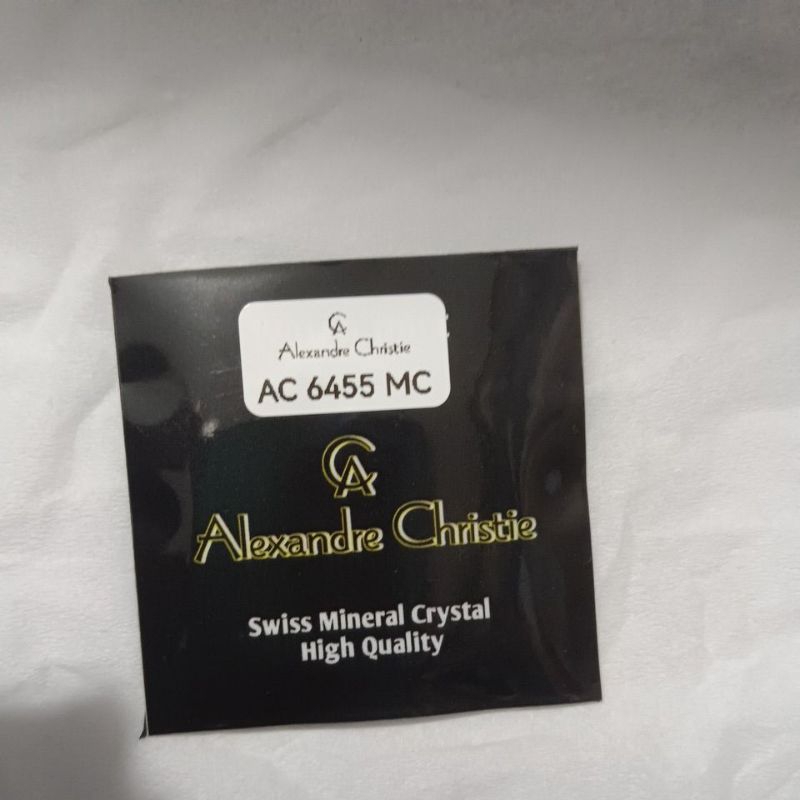 CA
Alexandre Christie
AC 6455 MC
CA
Alexandre Christie
Swiss Mineral Crystal
High Quality